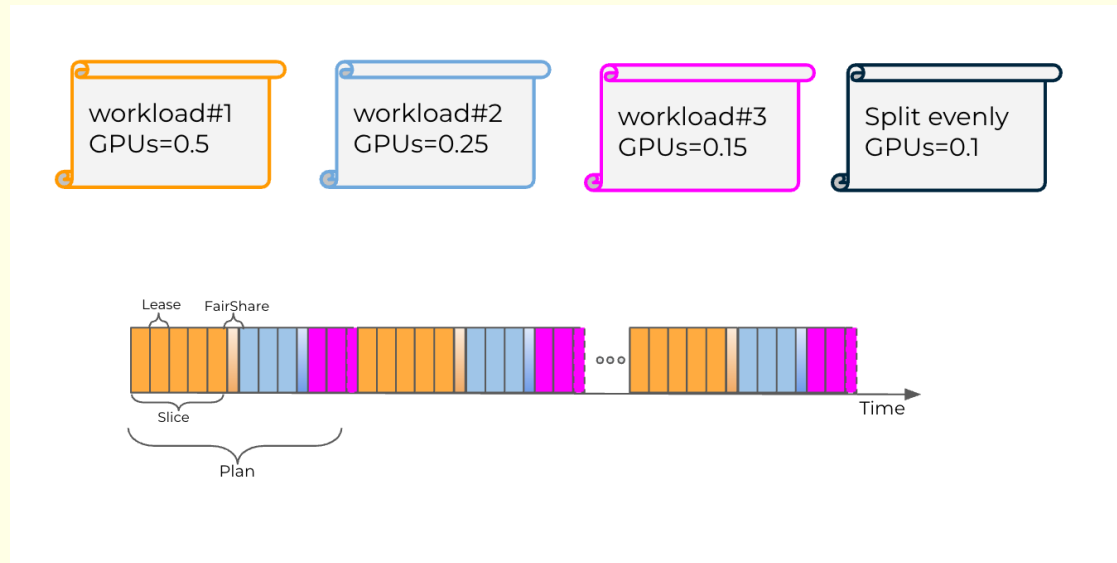 workload#1
GPUs=0.5
workload#2
GPUs=0.25
workload#3
GPUs=0.15
Split evenly
GPUs=0.1
Lease
FairShare
Slice
Time
Plan